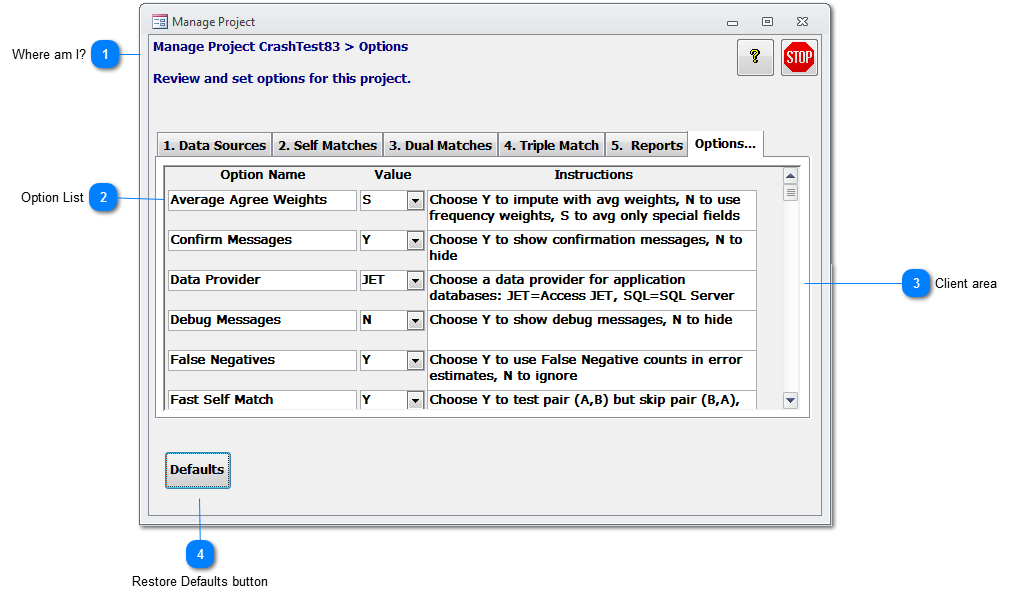 Manage Project
Where am I? 1
Manage Project CrashTest83 > Options
? STOP
Review and set options for this project.
1. Data Sources 2. Self Matches 3. Dual Matches 4. Triple Match 5. Reports Options...
Option Name Value Instructions
Option List 2
Average Agree Weights S Choose Y to impute with avg weights, N to use
frequency weights, S to avg only special fields
Confirm Messages Y Choose Y to show confirmation messages, N to
hide
Data Provider JET Choose a data provider for application
databases: JET=Access JET, SQL=SQL Server
3 Client area
Debug Messages N Choose Y to show debug messages, N to hide
False Negatives Y Choose Y to use False Negative counts in error
estimates, N to ignore
Fast Self Match Y Choose Y to test pair (A,B) but skip pair (B,A),
Defaults
4
Restore Defaults button